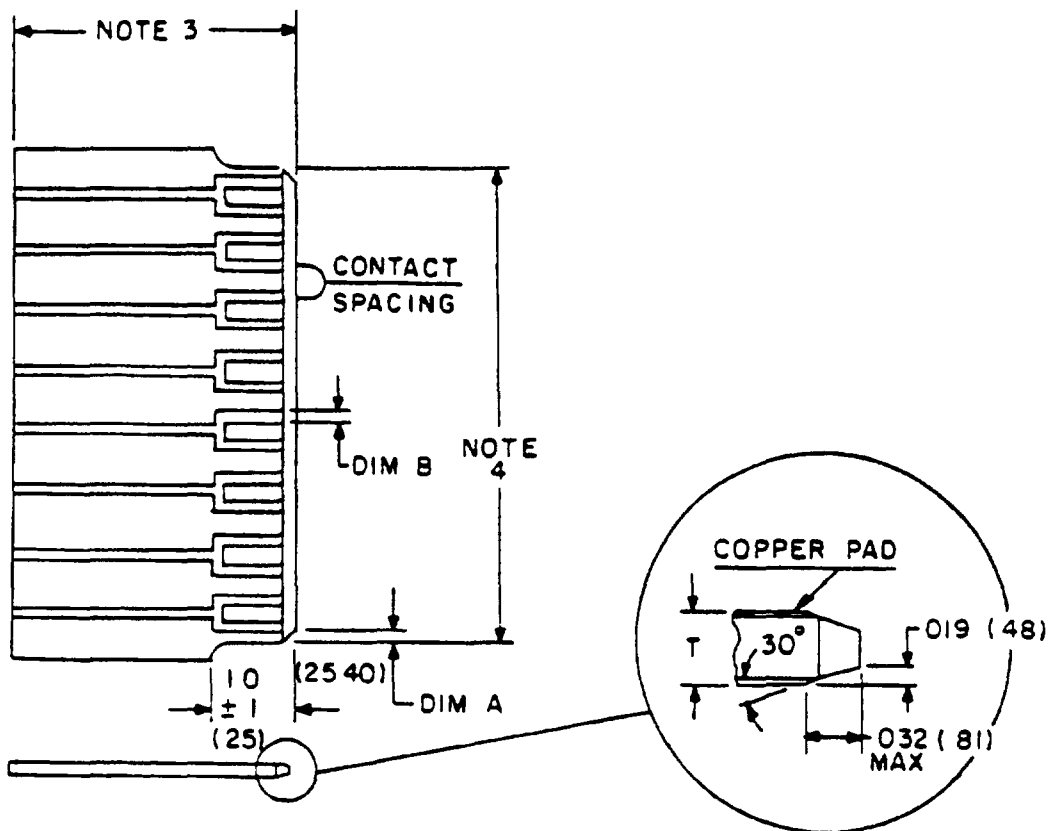 NOTE 3
CONTACT
SPACING
DIM B
NOTE
4
COPPER PAD
T
30°
019 (48)
10
(25 40)
± 1
(25)
DIM A
032 (81)
MAX